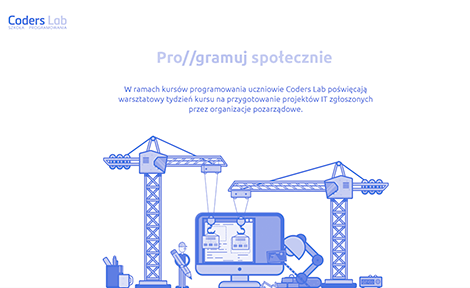 Coders Lab
SZKOŁA PROGRAMOWANIA
Pro//gramuj społecznie
W ramach kursów programowania uczniowie Coders Lab poświęcają
warsztatowy tydzień kursu na przygotowanie projektów IT zgłoszonych
przez organizacje pozarządowe.